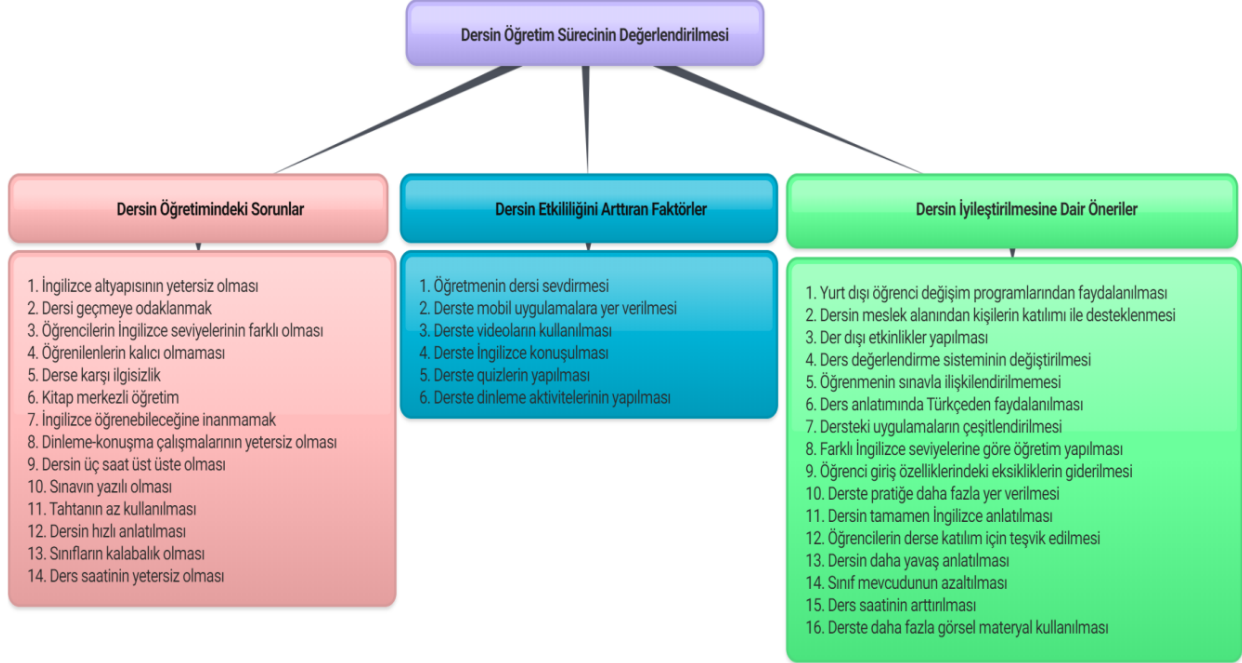 Dersin Öğretim Sürecinin Değerlendirilmesi
Dersin Öğretimindeki Sorunlar
1. İngilizce altyapısının yetersiz olması
2. Dersi geçmeye odaklanmak
3. Öğrencilerin İngilizce seviyelerinin farklı olması
4. Öğrenilenlerin kalıcı olmaması
5. Derse karşı ilgisizlik
6. Kitap merkezli öğretim
7. İngilizce öğrenebileceğine inanmamak
8. Dinleme-konuşma çalışmalarının yetersiz olması
9. Dersin üç saat üst üste olması
10. Sınavın yazılı olması
11. Tahtanın az kullanılması
12. Dersin hızlı anlatılması
13. Sınıfların kalabalık olması
14. Ders saatinin yetersiz olması
Dersin Etkililiğini Arttıran Faktörler
1. Öğretmenin dersi sevdirmesi
2. Derste mobil uygulamalara yer verilmesi
3. Derste videoların kullanılması
4. Derste İngilizce konuşulması
5. Derste quizlerin yapılması
6. Derste dinleme aktivitelerinin yapılması
Dersin İyileştirilmesine Dair Öneriler
1. Yurt dışı öğrenci değişim programlarından faydalanılması
2. Dersin meslek alanından kişilerin katılımı ile desteklenmesi
3. Der dışı etkinlikler yapılması
4. Ders değerlendirme sisteminin değiştirilmesi
5. Öğrenmenin sınavla ilişkilendirilmemesi
6. Ders anlatımında Türkçeden faydalanılması
7. Dersteki uygulamaların çeşitlendirilmesi
8. Farklı İngilizce seviyelerine göre öğretim yapılması
9. Öğrenci giriş özelliklerindeki eksikliklerin giderilmesi
10. Derste pratiğe daha fazla yer verilmesi
11. Dersin tamamen İngilizce anlatılması
12. Öğrencilerin derse katılım için teşvik edilmesi
13. Dersin daha yavaş anlatılması
14. Sınıf mevcudunun azaltılması
15. Ders saatinin arttırılması
16. Derste daha fazla görsel materyal kullanılması